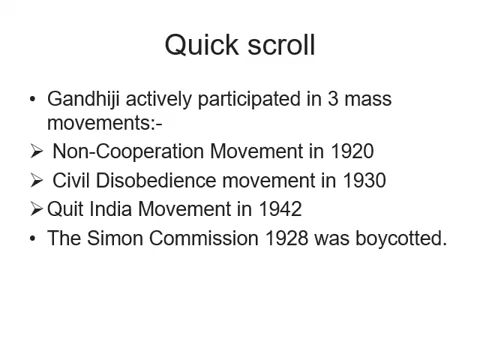 Quick scroll
• Gandhiji actively participated in 3 mass
movements:-
➢ Non-Cooperation Movement in 1920
➢ Civil Disobedience movement in 1930
➢Quit India Movement in 1942
• The Simon Commission 1928 was boycotted.